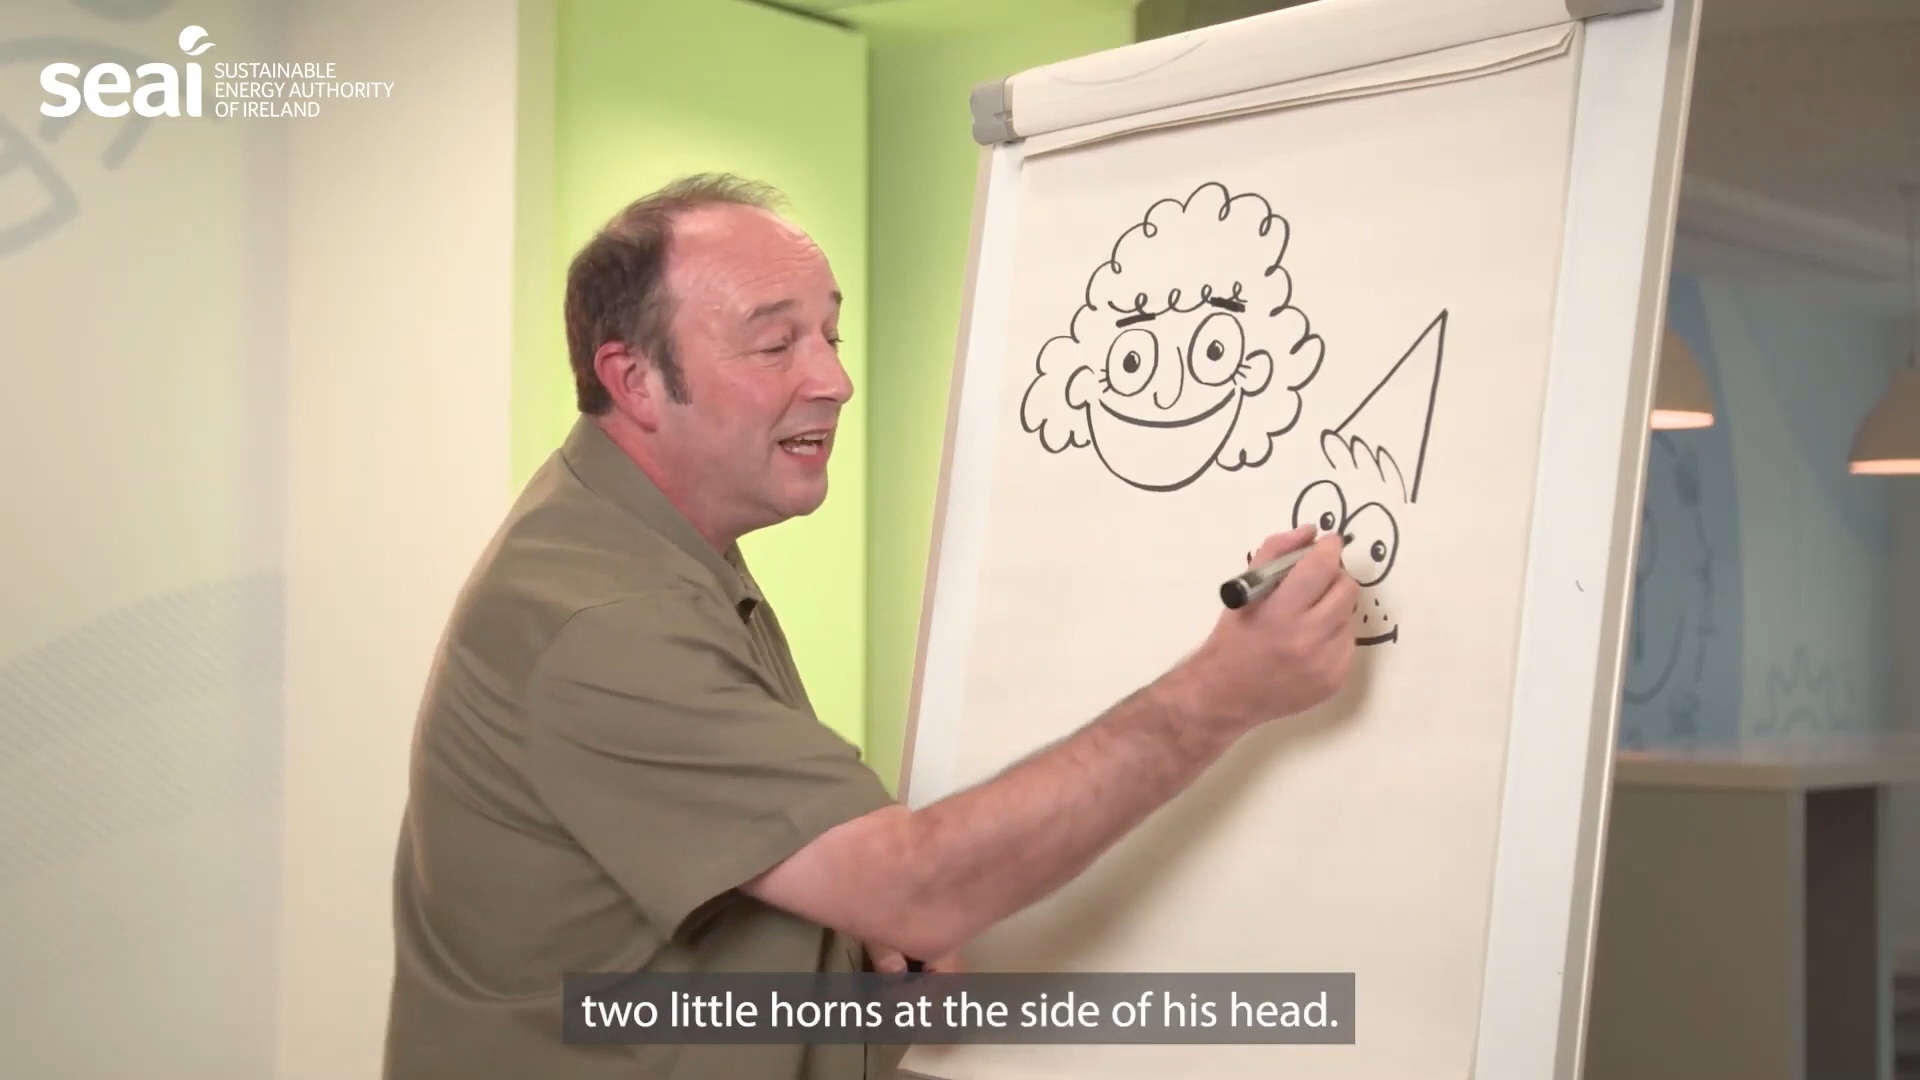 seai
SUSTAINABLE
ENERGY AUTHORITY
OF IRELAND
two little horns at the side of his head.